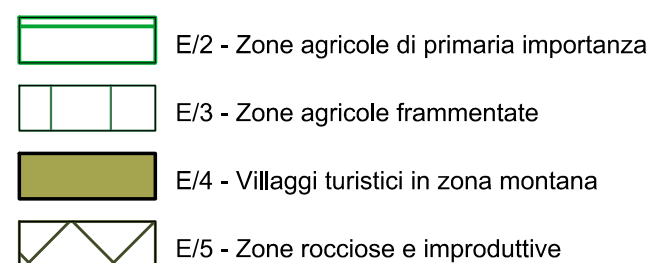 E/2 - Zone agricole di primaria importanza
E/3 - Zone agricole frammentate
E/4 - Villaggi turistici in zona montana
E/5 - Zone rocciose e improduttive